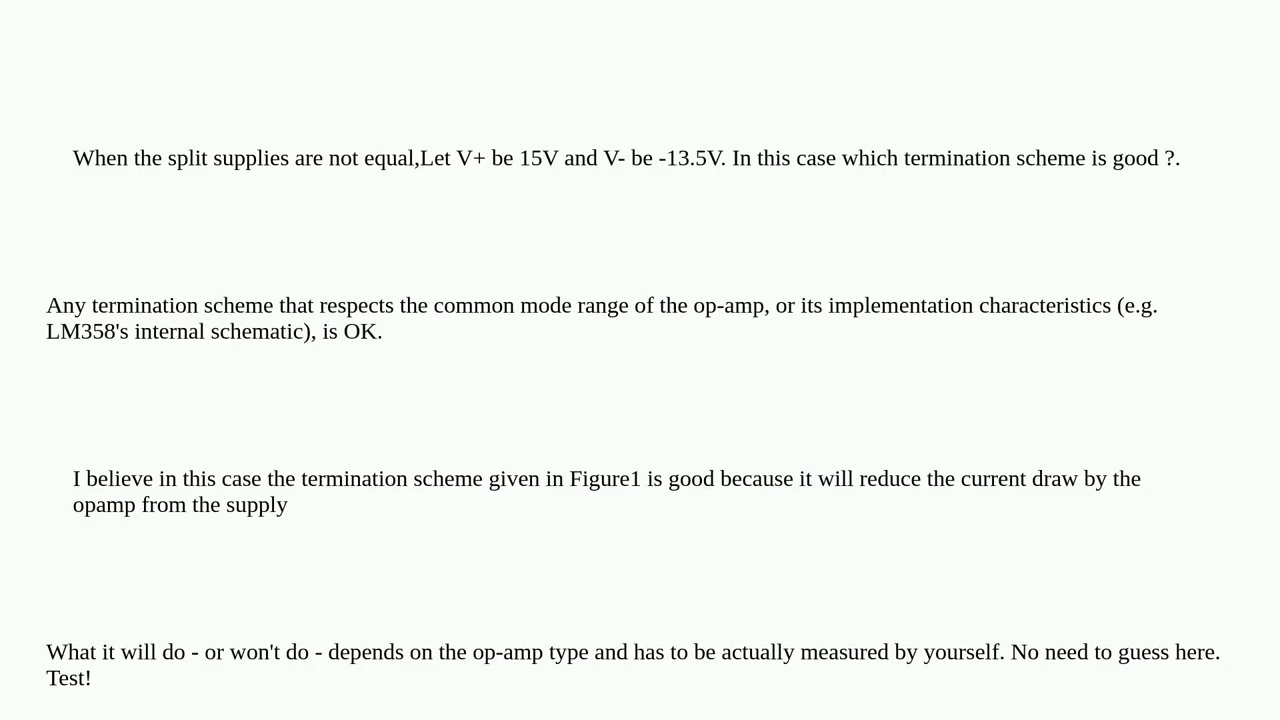 When the split supplies are not equal,Let V+ be 15V and V- be -13.5V. In this case which termination scheme is good ?.
Any termination scheme that respects the common mode range of the op-amp, or its implementation characteristics (e.g.
LM358's internal schematic), is OK.
I believe in this case the termination scheme given in Figure1 is good because it will reduce the current draw by the
opamp from the supply
What it will do - or won't do - depends on the op-amp type and has to be actually measured by yourself. No need to guess here.
Test!